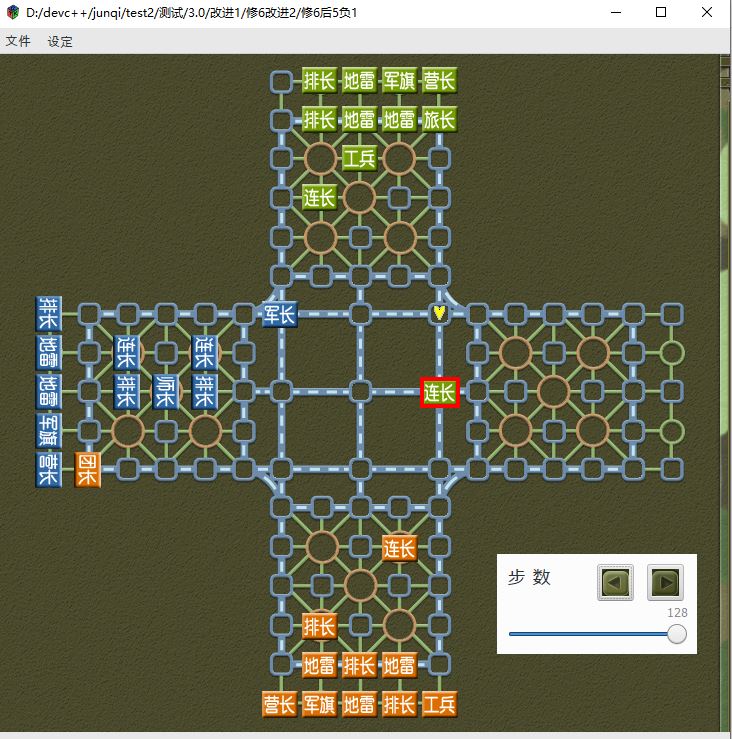 D:/devc++/junqi/test2/测试/3.0/改进1/修6改进2/修6后5负1
文件 设定
排长 地雷 军旗 营长
排长 地雷 地雷 旅长
工兵
连长
军长
排长
地雷 连长 连长
连长
地雷 排长 师长 排长
军旗
营长 团长
连长
步 数
128
排长
地雷 排长 地雷
营长 军旗 地雷 排长 工兵